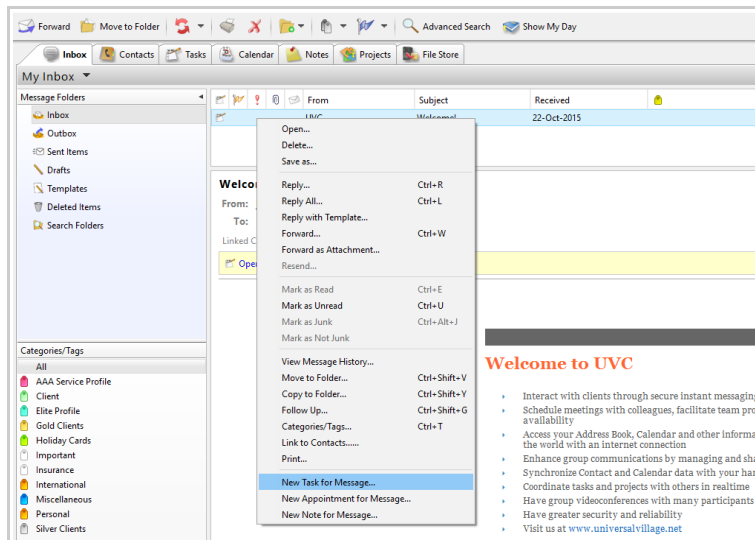 Forward Move to Folder Advanced Search Show My Day
Inbox Contacts Tasks Calendar Notes Projects File Store
My Inbox
Message Folders
Inbox
Outbox
Sent Items
Drafts
Templates
Deleted Items
Search Folders
Categories/Tags
All
AAA Service Profile
Client
Elite Profile
Gold Clients
Holiday Cards
Important
Insurance
International
Miscellaneous
Personal
Silver Clients
From Subject Received
UVC Welcome! 22-Oct-2015
Welco
From:
To:
Linked C
Ope
Open...
Delete...
Save as...
Reply... Ctrl+R
Reply All... Ctrl+L
Reply with Template...
Forward... Ctrl+W
Forward as Attachment...
Resend...
Mark as Read Ctrl+E
Mark as Unread Ctrl+U
Mark as Junk Ctrl+Alt+J
Mark as Not Junk
View Message History...
Move to Folder... Ctrl+Shift+V
Copy to Folder... Ctrl+Shift+Y
Follow Up... Ctrl+Shift+G
Categories/Tags... Ctrl+T
Link to Contacts......
Print...
New Task for Message...
New Appointment for Message...
New Note for Message...
Welcome to UVC
Interact with clients through secure instant messaging
Schedule meetings with colleagues, facilitate team pro
availability
Access your Address Book, Calendar and other informa
the world with an internet connection
Enhance group communications by managing and sha
Synchronize Contact and Calendar data with your han
Coordinate tasks and projects with others in realtime
Have group videoconferences with many participants
Have greater security and reliability
Visit us at www.universalvillage.net